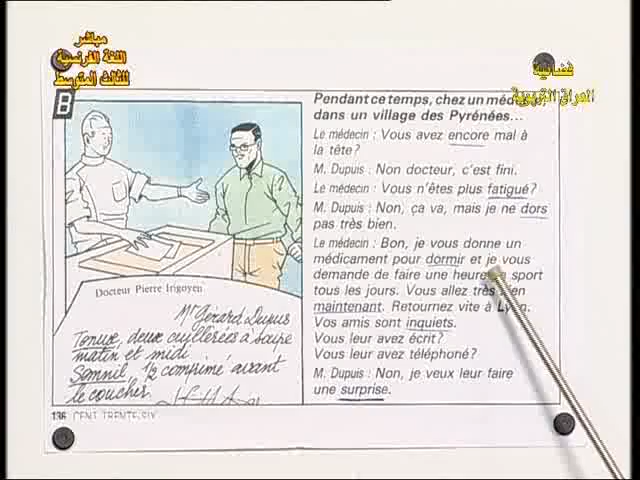 مباشر
اللغة الفرنسية
للثالث المتوسط
فضائية
العراق التربوية
B
Pendant ce temps, chez un
dans un village des Pyrénées...
Le médecin : Vous avez encore mal à
la tête?
M. Dupuis : Non docteur, c'est fini.
Le médecin : Vous n'êtes plus fatigué?
M. Dupuis : Non, ça va, mais je ne dors
pas très bien.
Le médecin : Bon, je vous donne un
médicament pour dormir et je vous
demande de faire une heure sport
tous les jours. Vous allez très bien
maintenant. Retournez vite à Lyon.
Vos amis sont inquiets.
Vous leur avez écrit?
Vous leur avez téléphoné?
M. Dupuis : Non, je veux leur faire
une surprise.
Docteur Pierre Irigoyen
Mr Gérard Dupuis
Tonux, deux cuillerées à soupe
matin et midi
Somnil, 1/2 comprimé avant
le coucher.
136 CENT TRENTE-SIX